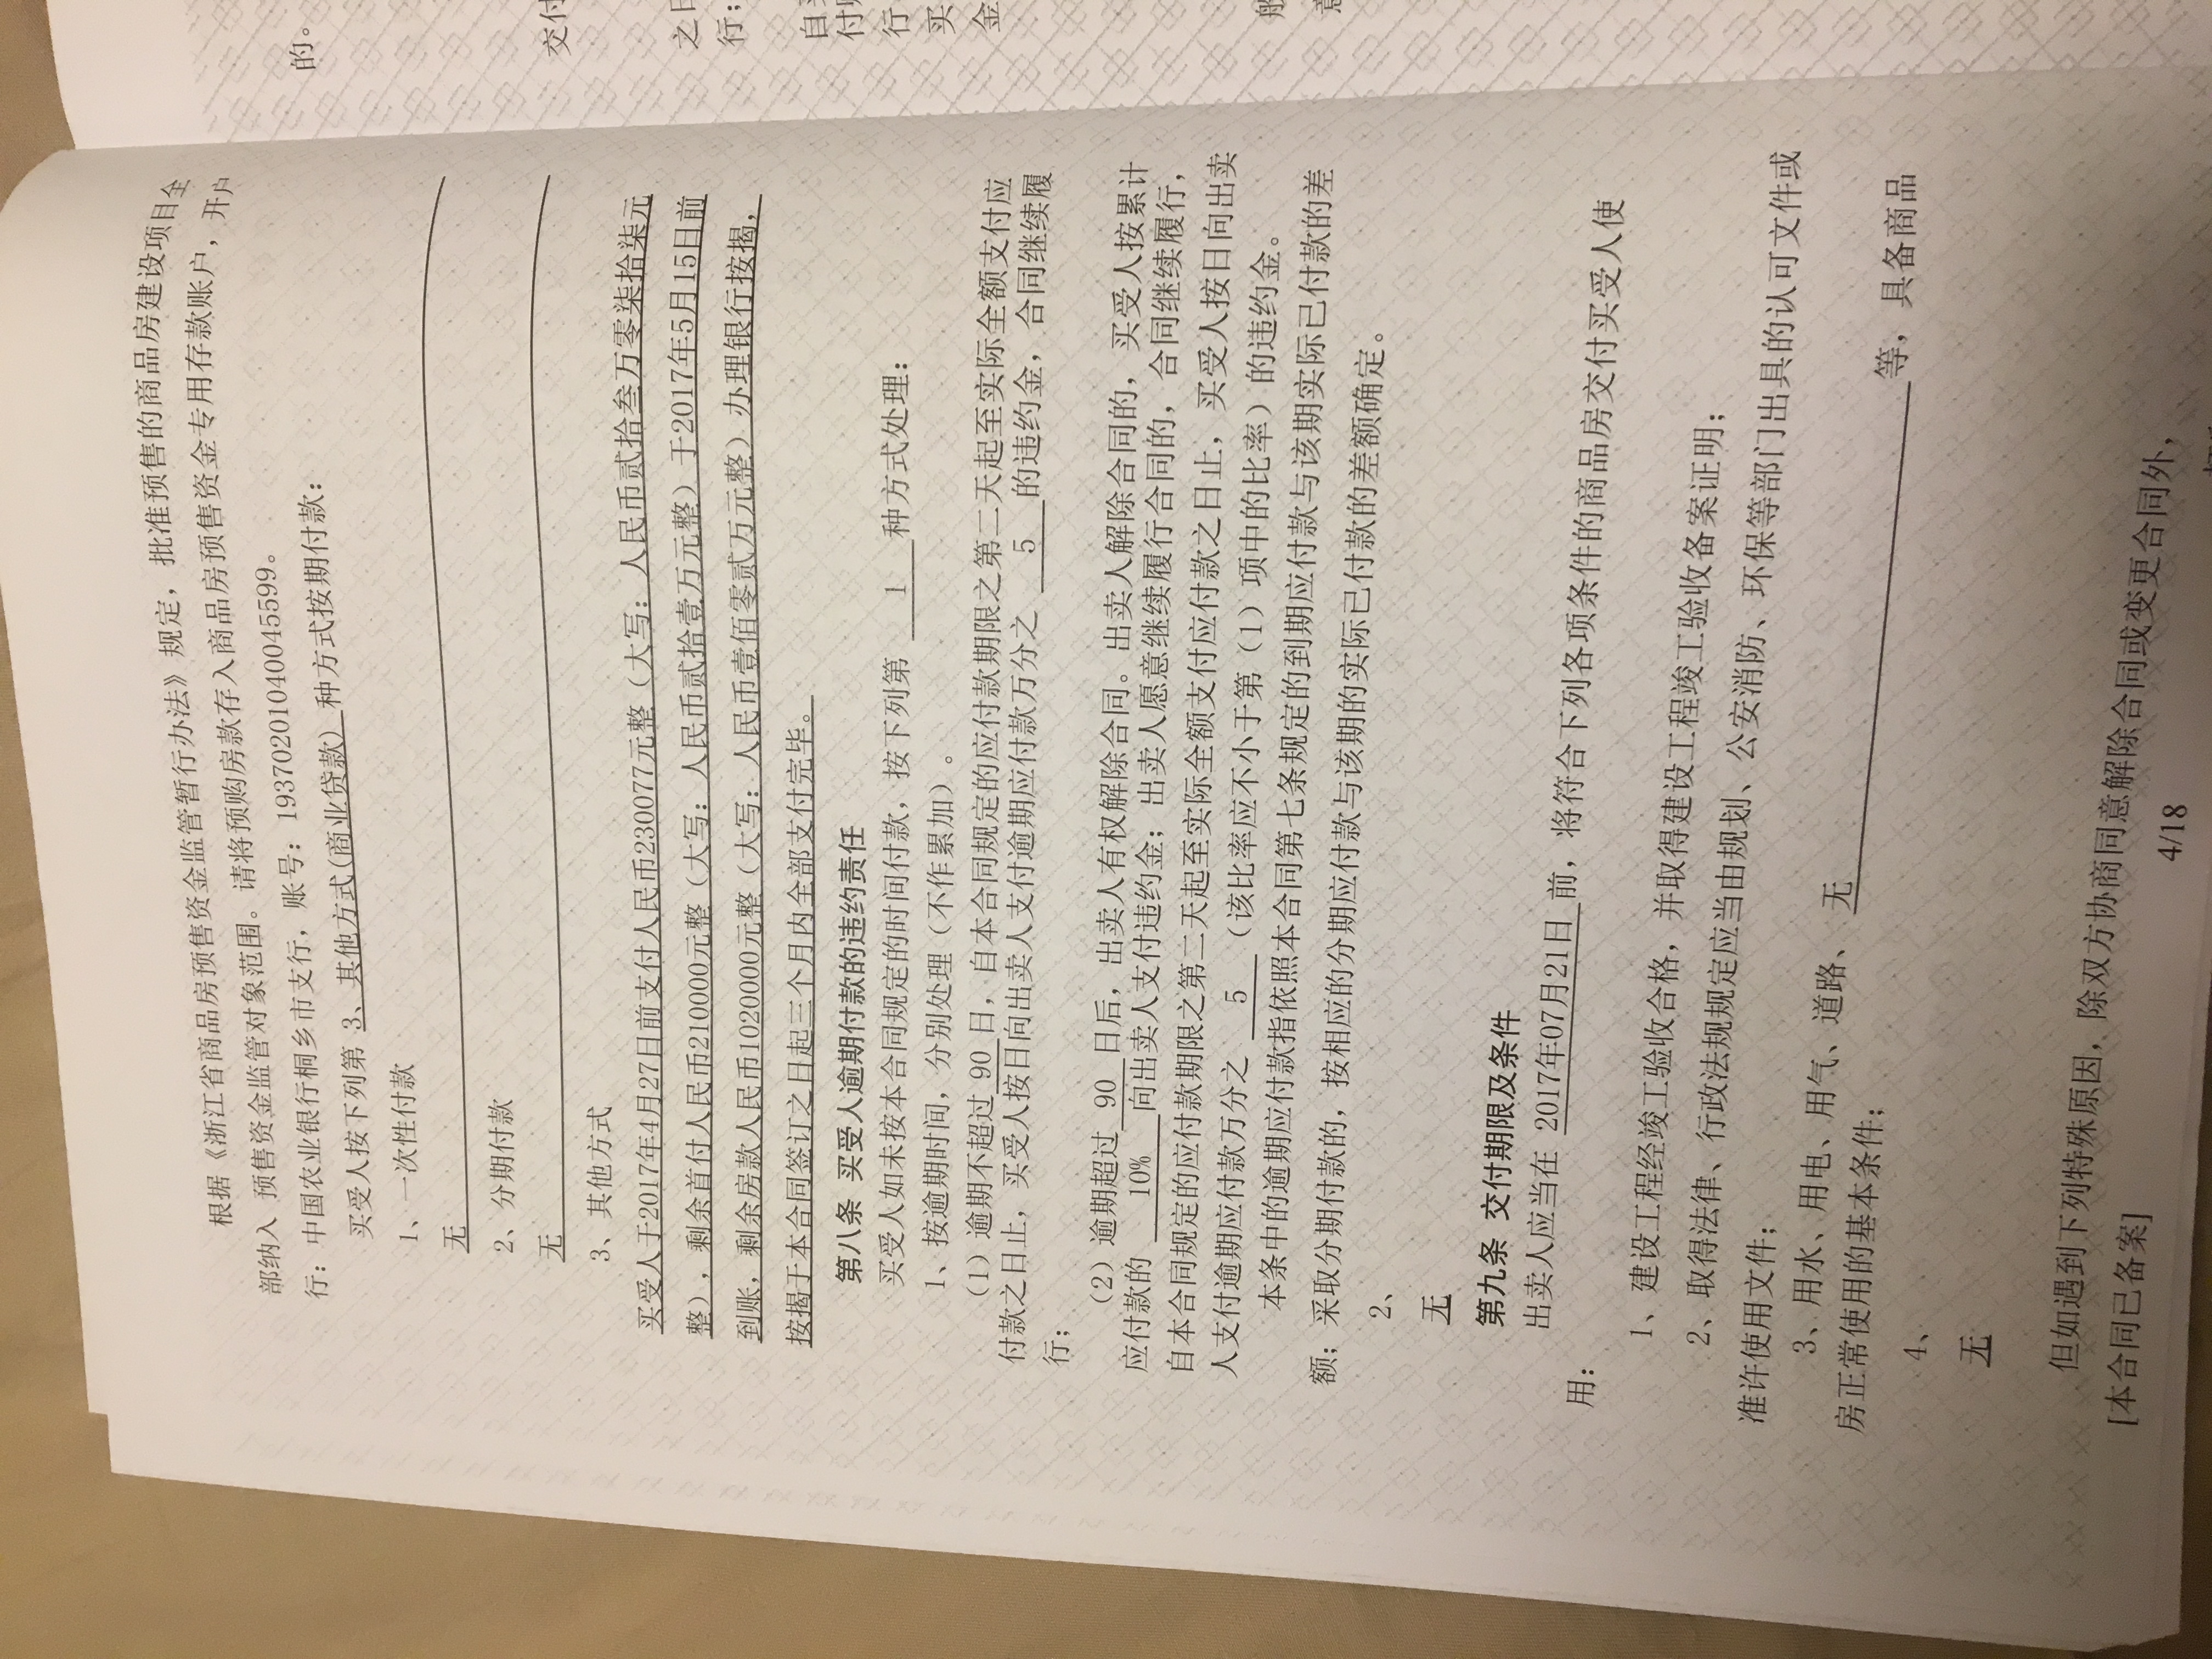 根据《浙江省商品房预售资金监管暂行办法》规定，批准预售的商品房建设项目全
部纳入 预售资金监管对象范围。请将预购房款存入商品房预售资金专用存款账户，开户
行：中国农业银行桐乡市支行，账号：19370201040045599。
买受人按下列第 3、其他方式(商业贷款) 种方式按期付款：
1、一次性付款
无
2、分期付款
无
3、其他方式
买受人于2017年4月27日前支付人民币230077元整（大写：人民币贰拾叁万零柒拾柒元
整），剩余首付人民币210000元整（大写：人民币贰拾壹万元整）于2017年5月15日前
到账，剩余房款人民币1020000元整（大写：人民币壹佰零贰万元整）办理银行按揭，
按揭于本合同签订之日起三个月内全部支付完毕。
第八条 买受人逾期付款的违约责任
买受人如未按本合同规定的时间付款，按下列第 1 种方式处理：
1、按逾期时间，分别处理（不作累加）。
（1）逾期不超过 90 日，自本合同规定的应付款期限之第二天起至实际全额支付应
付款之日止，买受人按日向出卖人支付逾期应付款万分之 5 的违约金，合同继续履
行；
（2）逾期超过 90 日后，出卖人有权解除合同。出卖人解除合同的，买受人按累计
应付款的 10% 向出卖人支付违约金；出卖人愿意继续履行合同的，合同继续履行，
自本合同规定的应付款期限之第二天起至实际全额支付应付款之日止，买受人按日向出卖
人支付逾期应付款万分之 5 （该比率应不小于第（1）项中的比率）的违约金。
本条中的逾期应付款指依照本合同第七条规定的到期应付款与该期实际已付款的差
额；采取分期付款的，按相应的分期应付款与该期的实际已付款的差额确定。
2、
无
第九条 交付期限及条件
出卖人应当在 2017年07月21日 前，将符合下列各项条件的商品房交付买受人使
用：
1、建设工程经竣工验收合格，并取得建设工程竣工验收备案证明；
2、取得法律、行政法规规定应当由规划、公安消防、环保等部门出具的认可文件或
准许使用文件；
3、用水、用电、用气、道路、 无 等，具备商品
房正常使用的基本条件；
4、
无
但如遇到下列特殊原因，除双方协商同意解除合同或变更合同外，
[本合同已备案]
4/18
的。
交付
之日
行；
自买
付
行
买
金
般
意